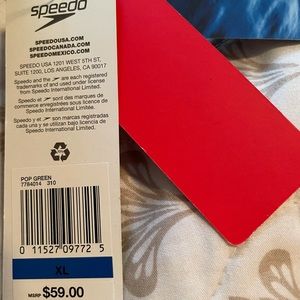 speedo
SPEEDOUSA.COM
SPEEDOCANADA.COM
SPEEDOMEXICO.COM
SPEEDO USA 1201 WEST 5TH ST,
SUITE 1200, LOS ANGELES, CA 90017
Speedo and the are each registered
trademarks of and used under license
from Speedo International Limited.
Speedo et sont des marques de
commerce enregistrées sous licence de
Speedo International Limited.
Speedo y el son marcas registradas
cada una y se utilizan bajo licencia
de Speedo International Limited.
POP GREEN
7784014 310
0 11527 09772 5
XL
MSRP $59.00